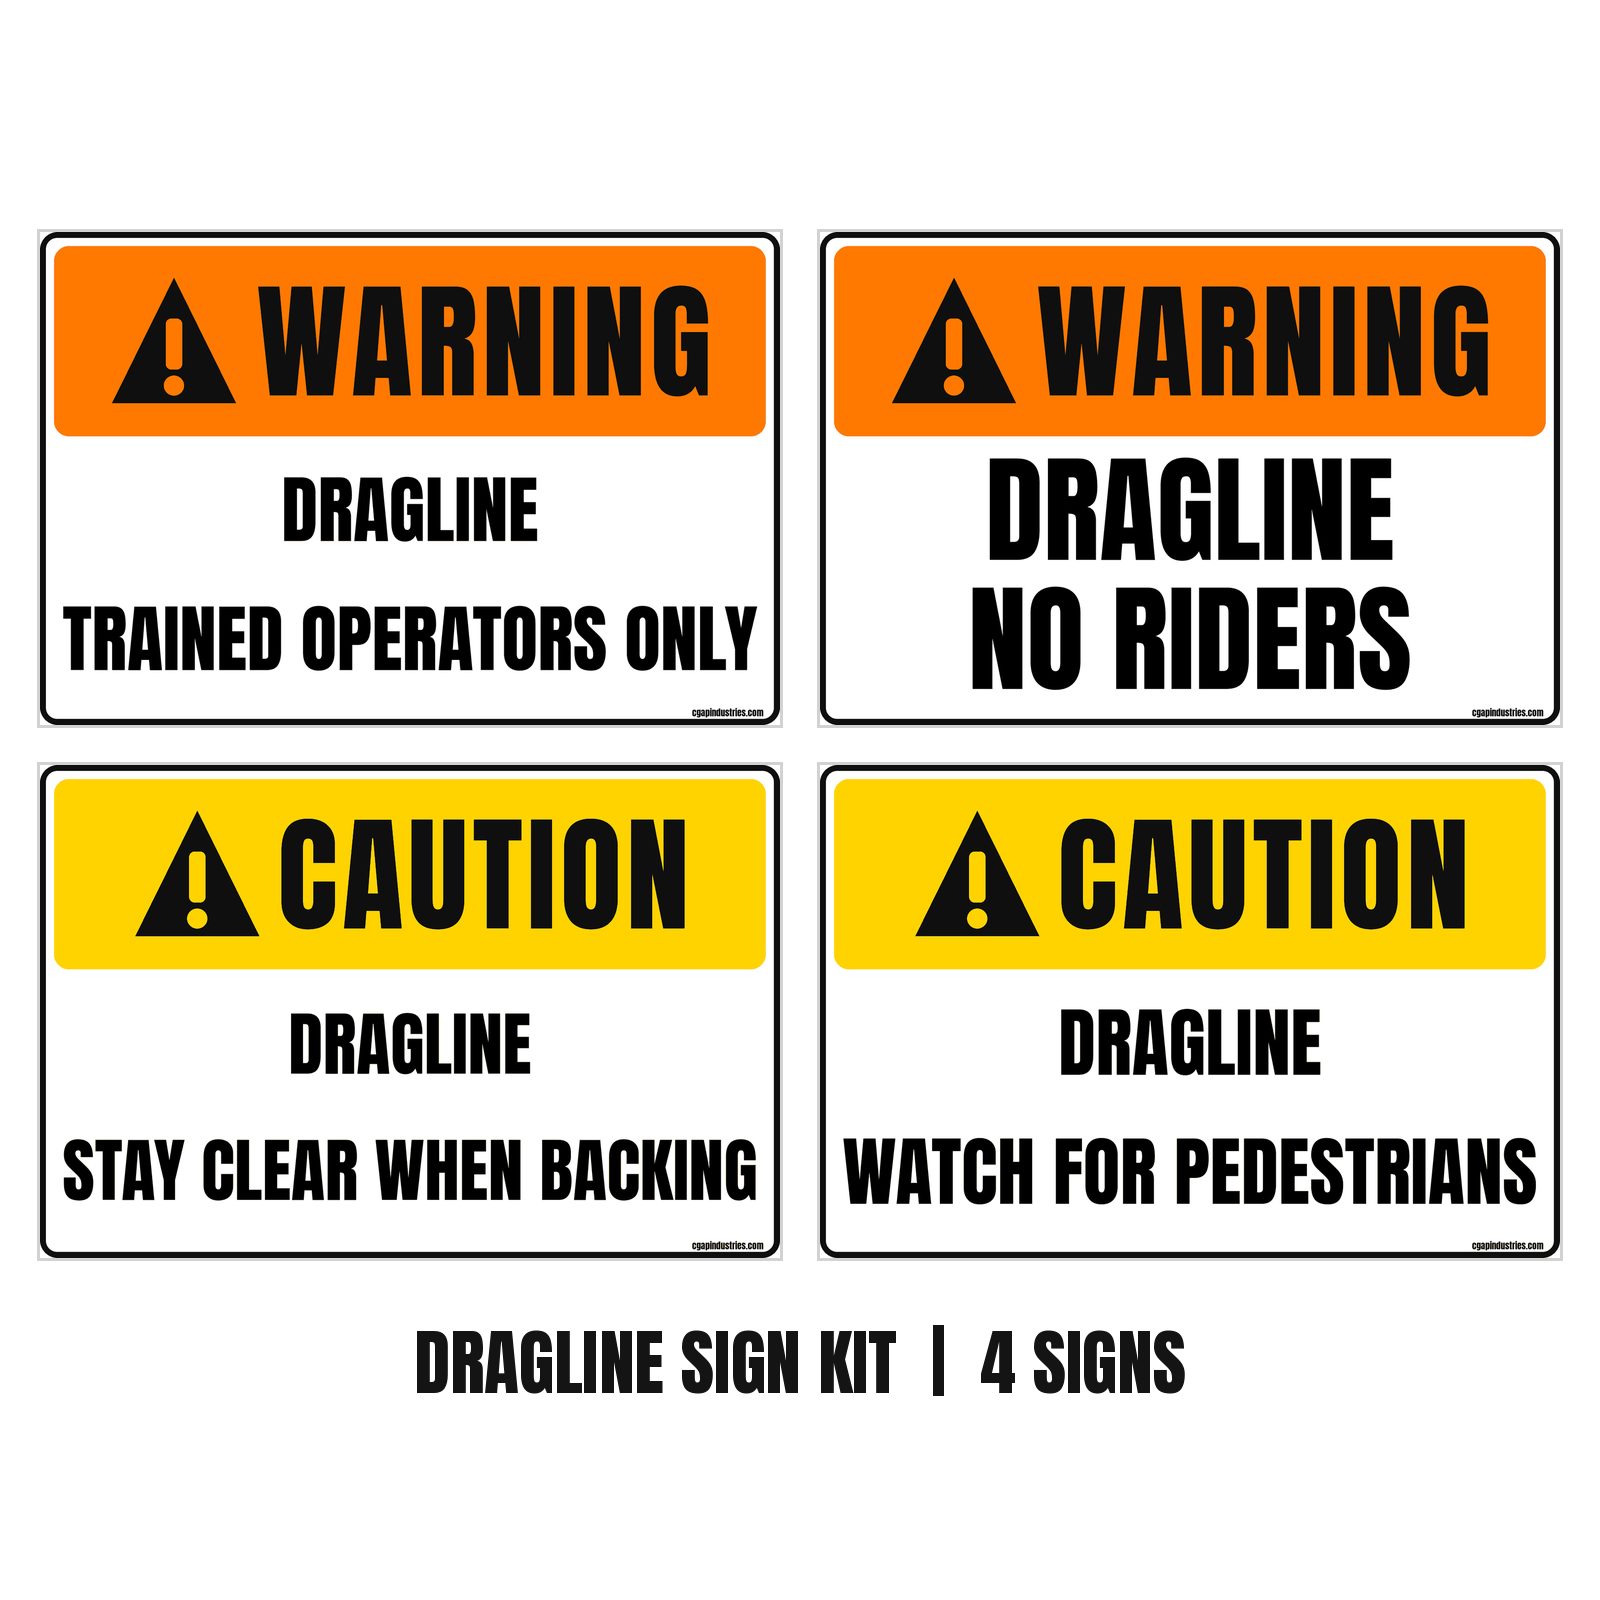 WARNING
DRAGLINE
TRAINED OPERATORS ONLY
cgapindustries.com
WARNING
DRAGLINE
NO RIDERS
cgapindustries.com
CAUTION
DRAGLINE
STAY CLEAR WHEN BACKING
cgapindustries.com
CAUTION
DRAGLINE
WATCH FOR PEDESTRIANS
cgapindustries.com
DRAGLINE SIGN KIT | 4 SIGNS